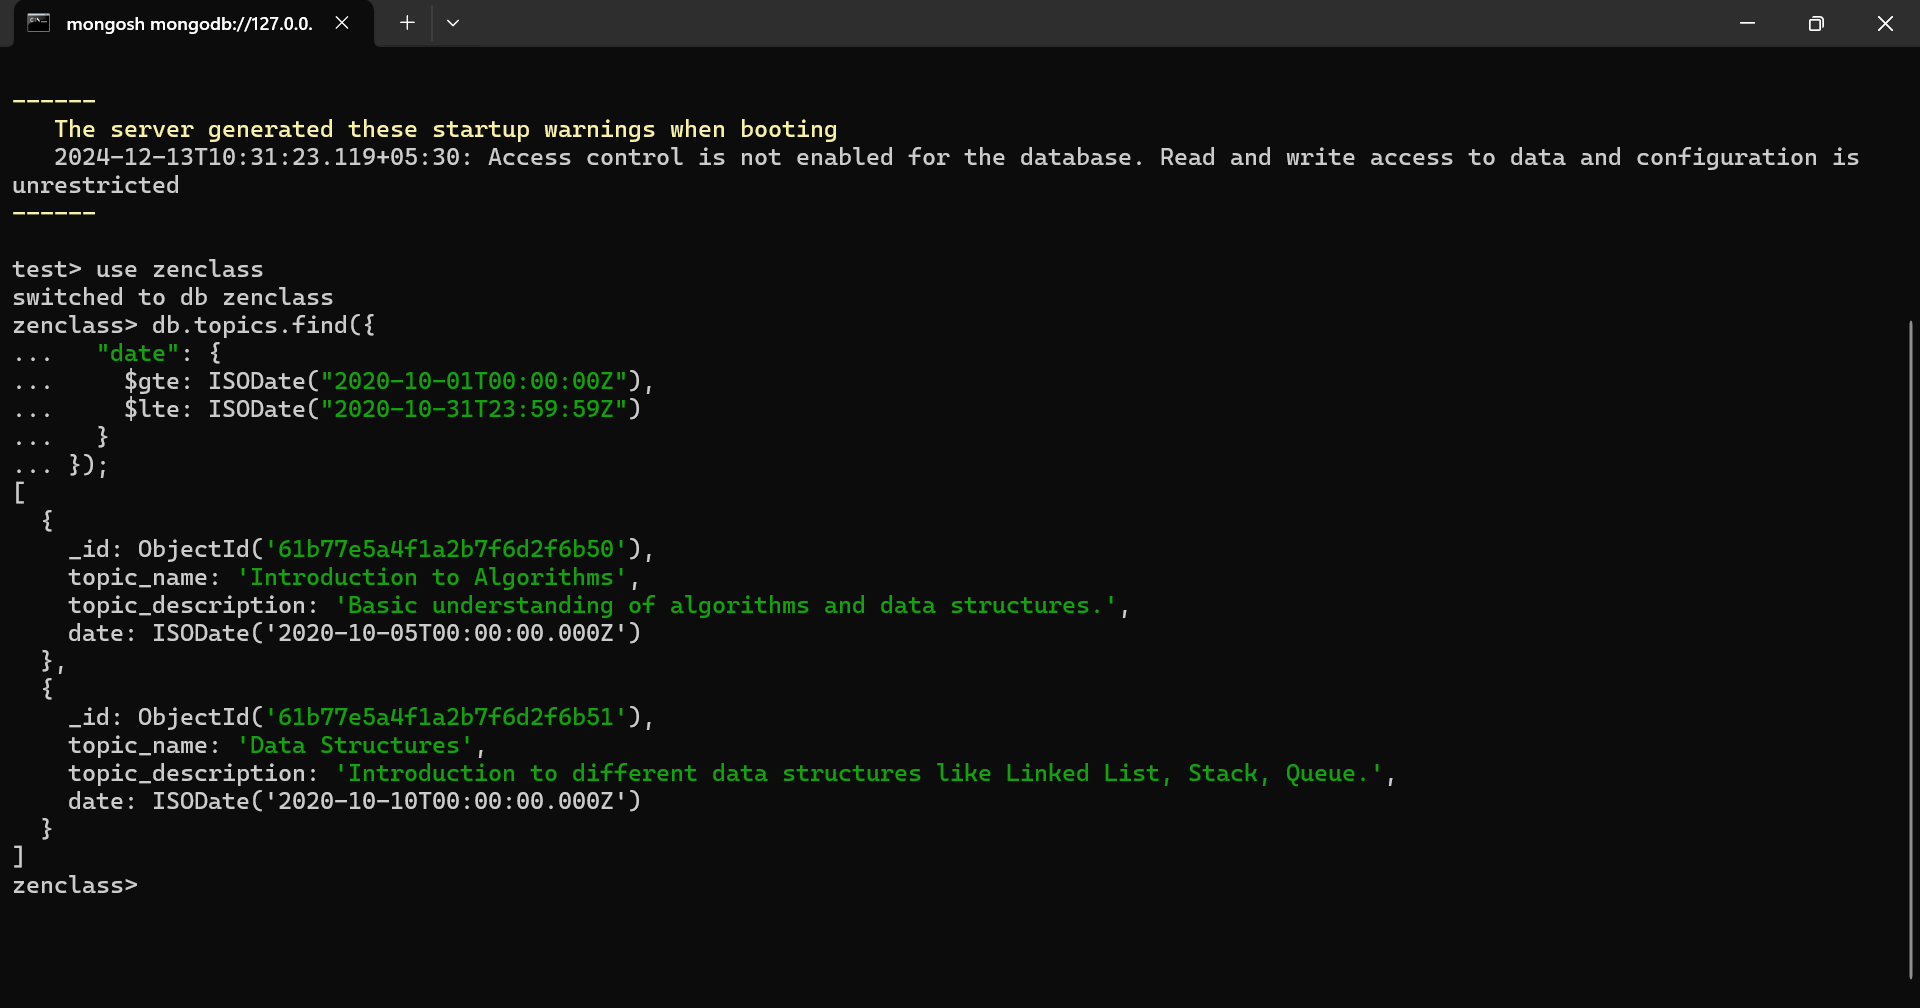 mongosh mongodb://127.0.0.
------
   The server generated these startup warnings when booting
   2024-12-13T10:31:23.119+05:30: Access control is not enabled for the database. Read and write access to data and configuration is
unrestricted
------
test> use zenclass
switched to db zenclass
zenclass> db.topics.find({
...   "date": {
...     $gte: ISODate("2020-10-01T00:00:00Z"),
...     $lte: ISODate("2020-10-31T23:59:59Z")
...   }
... });
[
  {
    _id: ObjectId('61b77e5a4f1a2b7f6d2f6b50'),
    topic_name: 'Introduction to Algorithms',
    topic_description: 'Basic understanding of algorithms and data structures.',
    date: ISODate('2020-10-05T00:00:00.000Z')
  },
  {
    _id: ObjectId('61b77e5a4f1a2b7f6d2f6b51'),
    topic_name: 'Data Structures',
    topic_description: 'Introduction to different data structures like Linked List, Stack, Queue.',
    date: ISODate('2020-10-10T00:00:00.000Z')
  }
]
zenclass>